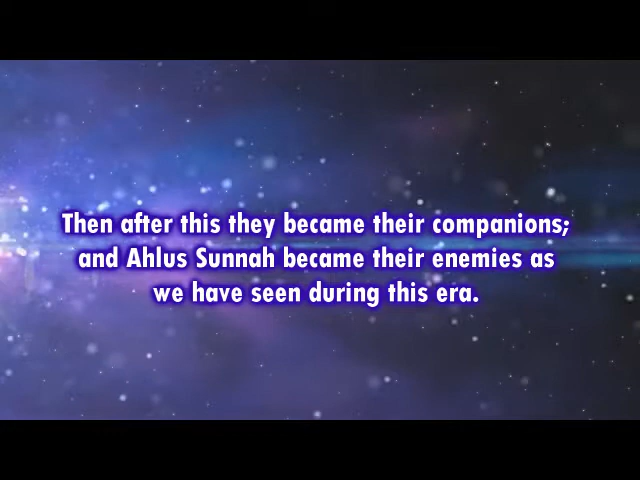 Then after this they became their companions;
and Ahlus Sunnah became their enemies as
we have seen during this era.